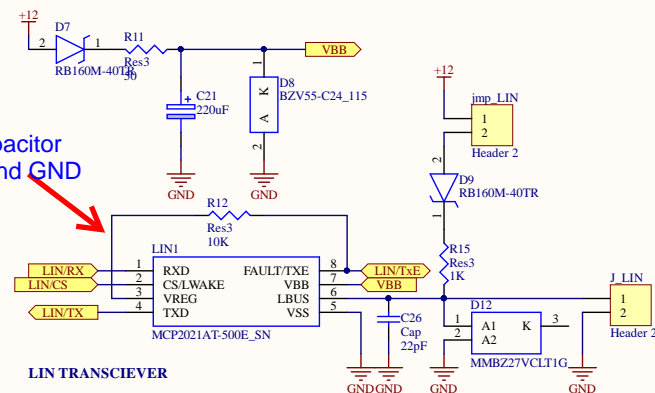 +12
D7
2
1
RB160M-40TR
R11
Res3
50
VBB
C21
220uF
1
K
A
2
D8
BZV55-C24_115
GND
GND
+12
jmp_LIN
1
2
Header 2
2
D9
RB160M-40TR
1
R15
Res3
1K
nd GND
R12
Res3
10K
LIN1
LIN/RX
LIN/CS
LIN/TX
1
2
3
4
RXD
CS/LWAKE
VREG
TXD
FAULT/TXE
VBB
LBUS
VSS
8
7
6
5
LIN/TxE
VBB
MCP2021AT-500E_SN
C26
Cap
22pF
D12
1
2
A1
A2
K
3
MMBZ27VCLT1G
J_LIN
1
2
Header 2
GND
GND
GND
GND
LIN TRANSCIEVER